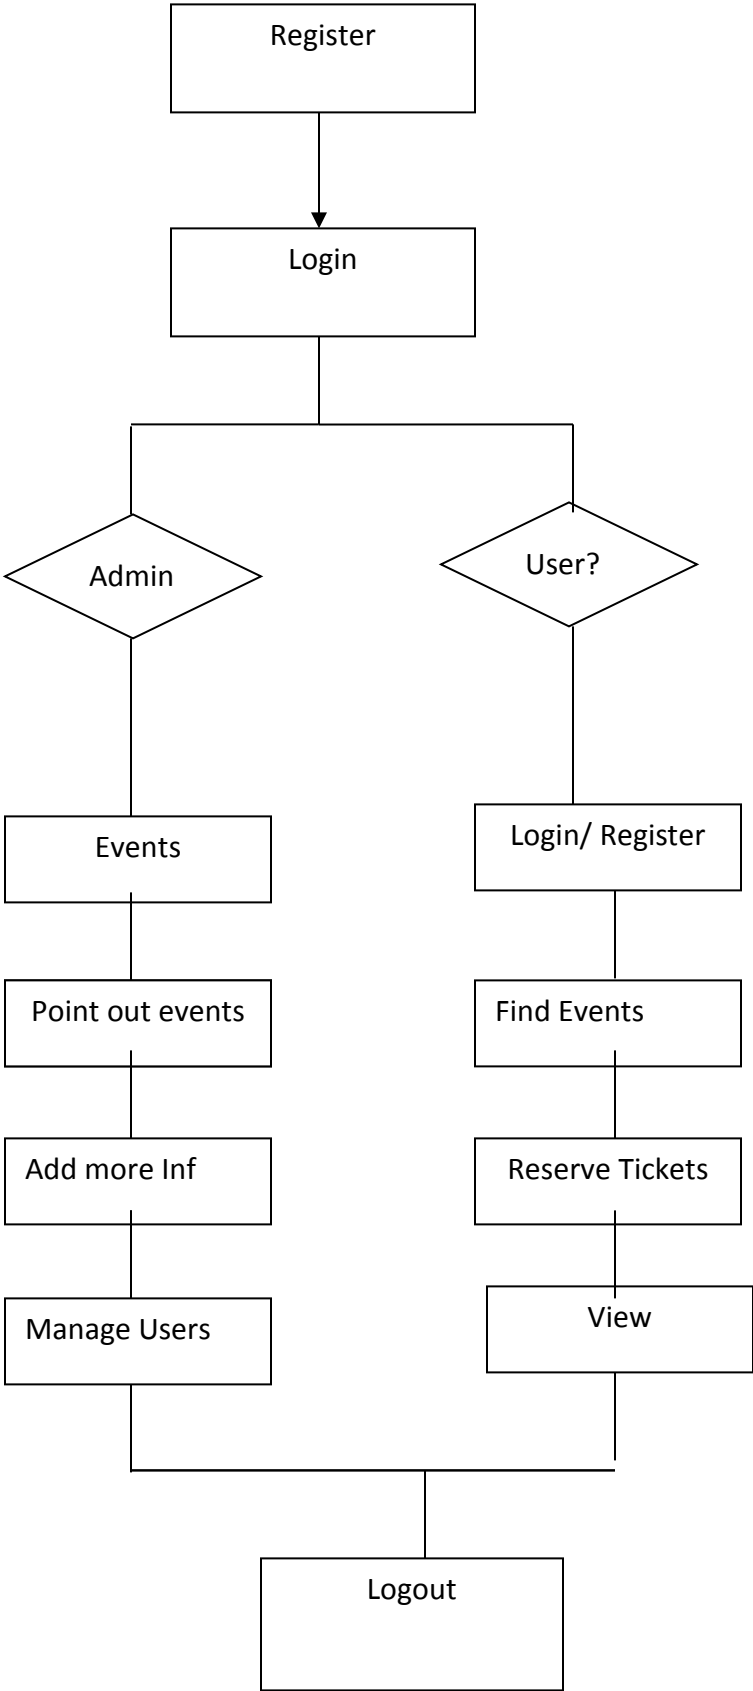 Register
Login
Admin
User?
Events
Login/ Register
Point out events
Find Events
Add more Inf
Reserve Tickets
Manage Users
View
Logout